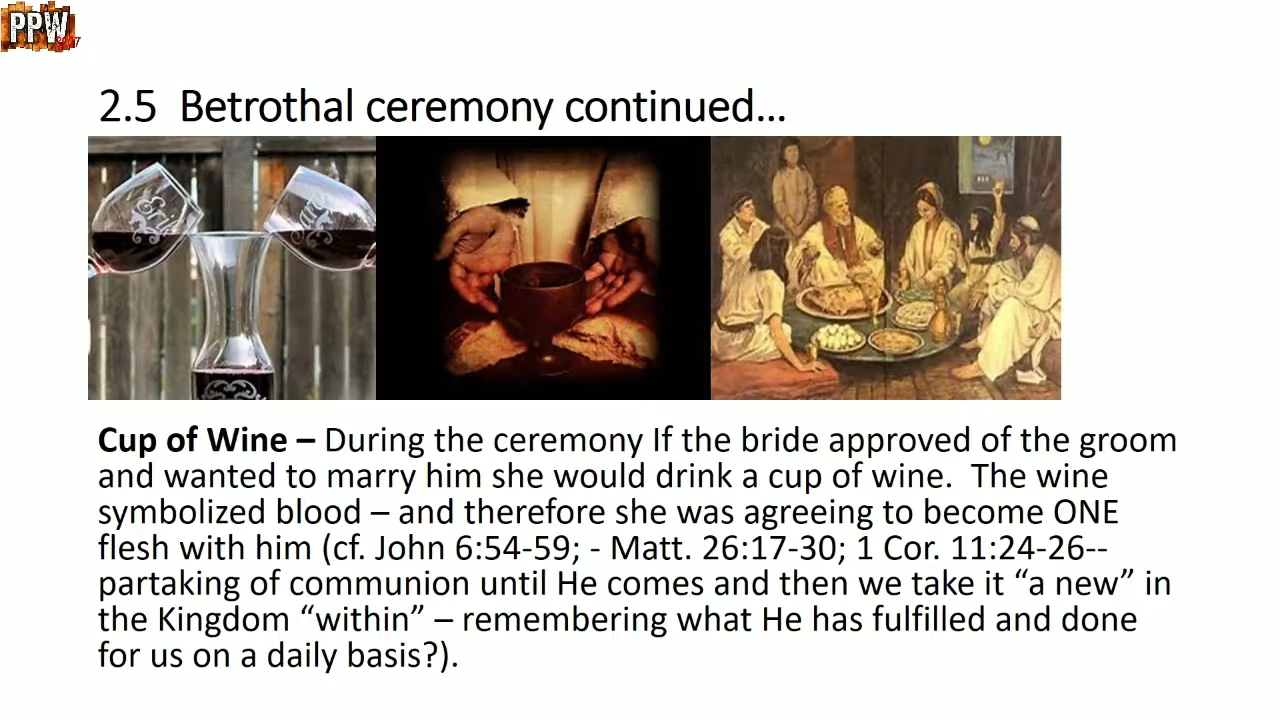 PPW
2.5 Betrothal ceremony continued...
Cup of Wine – During the ceremony If the bride approved of the groom
and wanted to marry him she would drink a cup of wine. The wine
symbolized blood – and therefore she was agreeing to become ONE
flesh with him (cf. John 6:54-59; - Matt. 26:17-30; 1 Cor. 11:24-26--
partaking of communion until He comes and then we take it “a new” in
the Kingdom “within” – remembering what He has fulfilled and done
for us on a daily basis?).